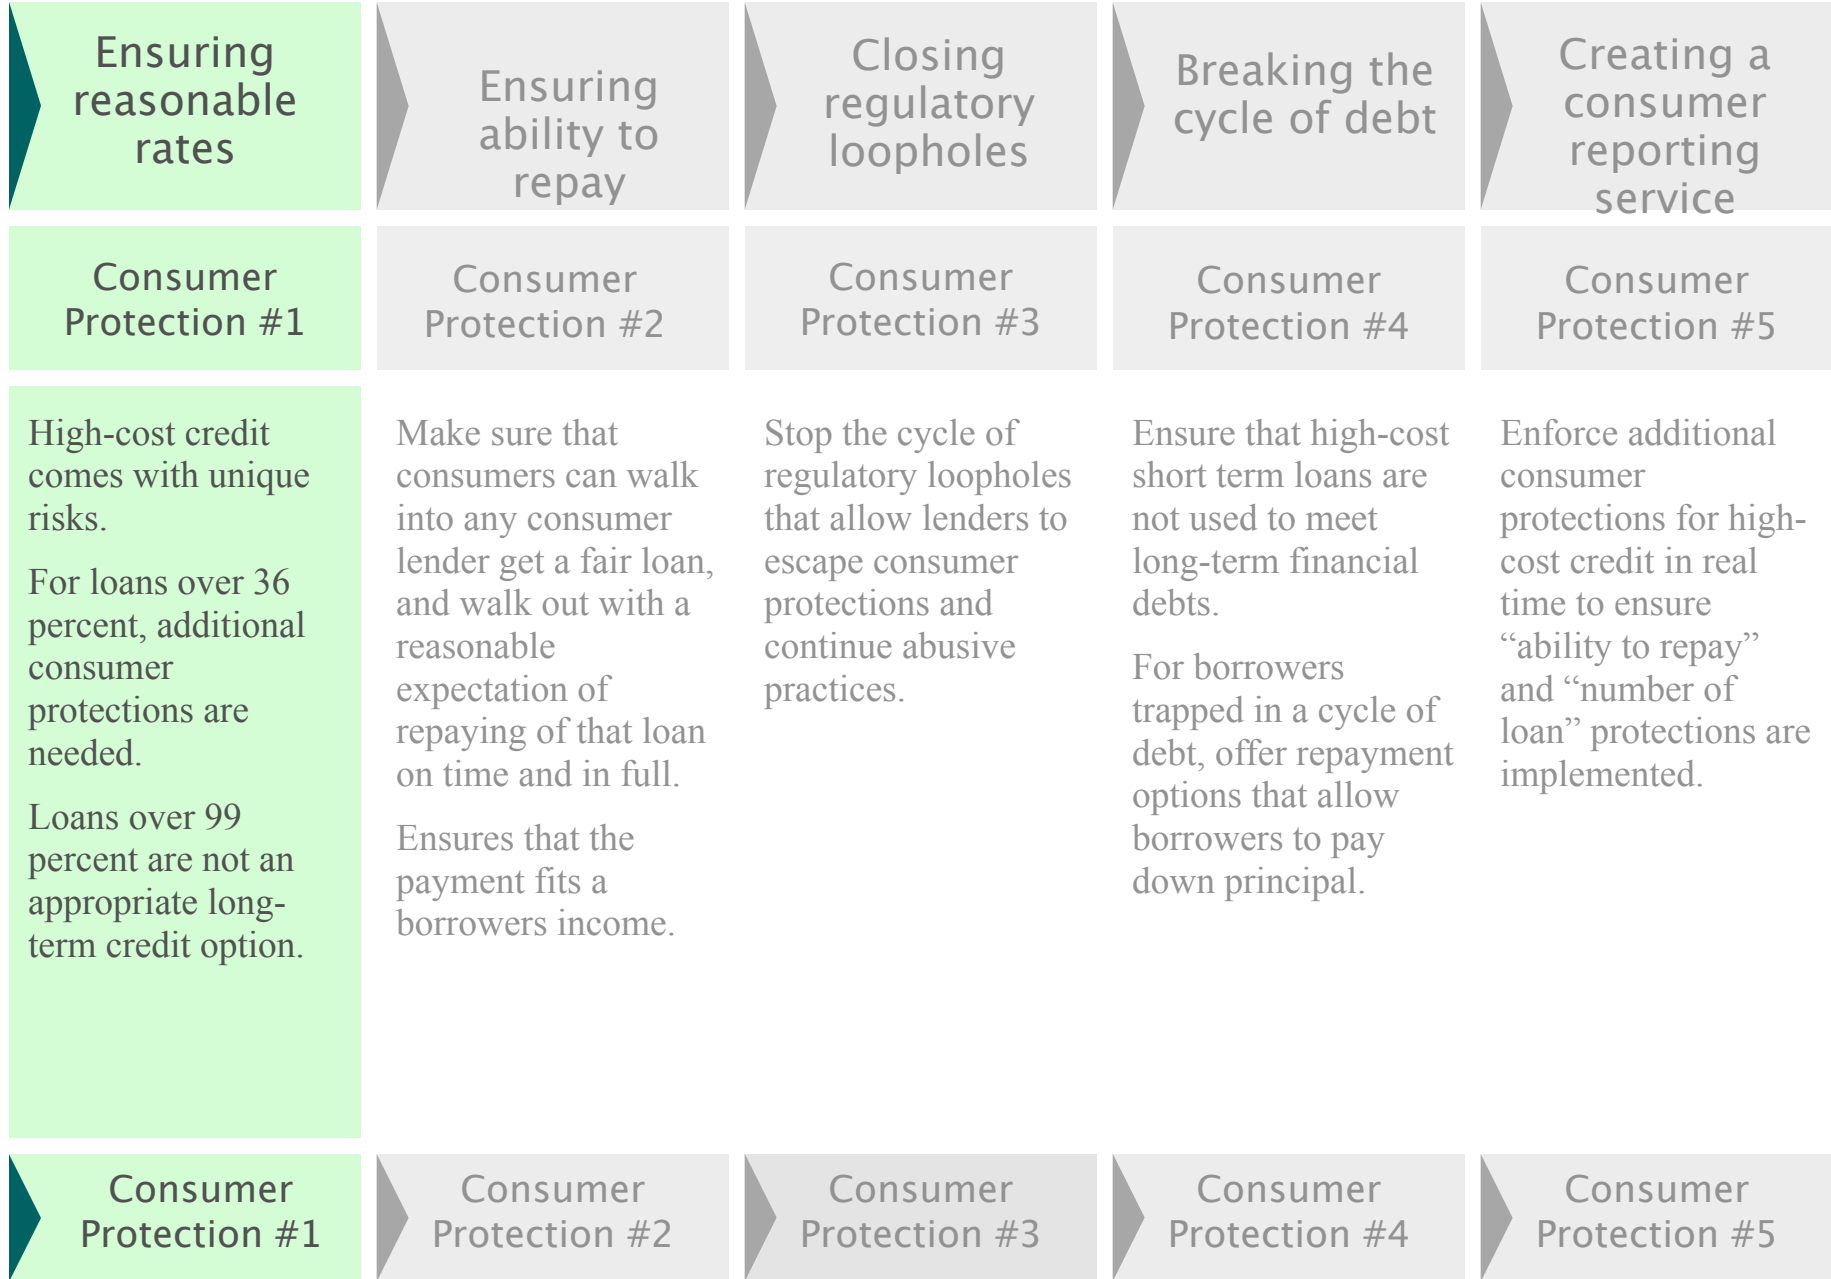 Ensuring
reasonable
rates
Ensuring
ability to
repay
Closing
regulatory
loopholes
Breaking the
cycle of debt
Creating a
consumer
reporting
service
Consumer
Protection #1
Consumer
Protection #2
Consumer
Protection #3
Consumer
Protection #4
Consumer
Protection #5
High-cost credit
comes with unique
risks.
For loans over 36
percent, additional
consumer
protections are
needed.
Loans over 99
percent are not an
appropriate long-
term credit option.
Make sure that
consumers can walk
into any consumer
lender get a fair loan,
and walk out with a
reasonable
expectation of
repaying of that loan
on time and in full.
Ensures that the
payment fits a
borrowers income.
Stop the cycle of
regulatory loopholes
that allow lenders to
escape consumer
protections and
continue abusive
practices.
Ensure that high-cost
short term loans are
not used to meet
long-term financial
debts.
For borrowers
trapped in a cycle of
debt, offer repayment
options that allow
borrowers to pay
down principal.
Enforce additional
consumer
protections for high-
cost credit in real
time to ensure
“ability to repay”
and “number of
loan” protections are
implemented.
Consumer
Protection #1
Consumer
Protection #2
Consumer
Protection #3
Consumer
Protection #4
Consumer
Protection #5